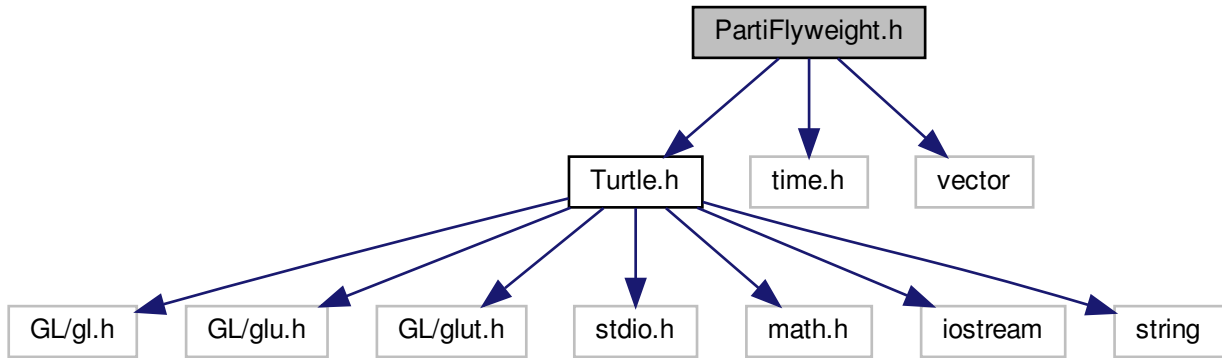 PartiFlyweight.h
Turtle.h
time.h
vector
GL/gl.h
GL/glu.h
GL/glut.h
stdio.h
math.h
iostream
string